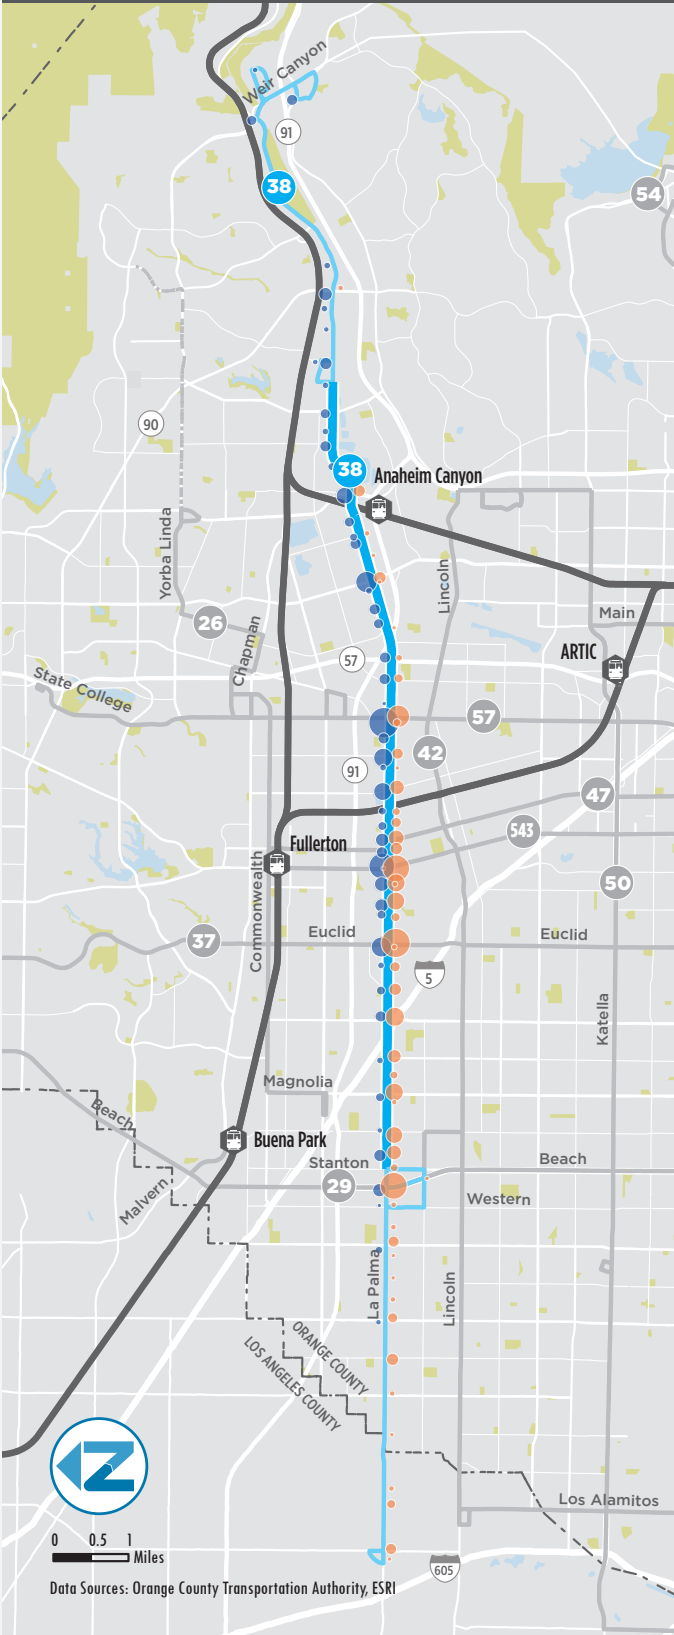 Weir Canyon
91
38
54
90
38
Anaheim Canyon
Yorba Linda
Lincoln
26
Main
Chapman
57
ARTIC
State College
57
42
91
47
543
Fullerton
50
Commonwealth
Euclid
Euclid
37
5
Katella
Magnolia
Beach
Buena Park
Stanton
Beach
29
Western
Malvern
La Palma
Lincoln
ORANGE COUNTY
LOS ANGELES COUNTY
Z
Los Alamitos
0 0.5 1
Miles
605
Data Sources: Orange County Transportation Authority, ESRI